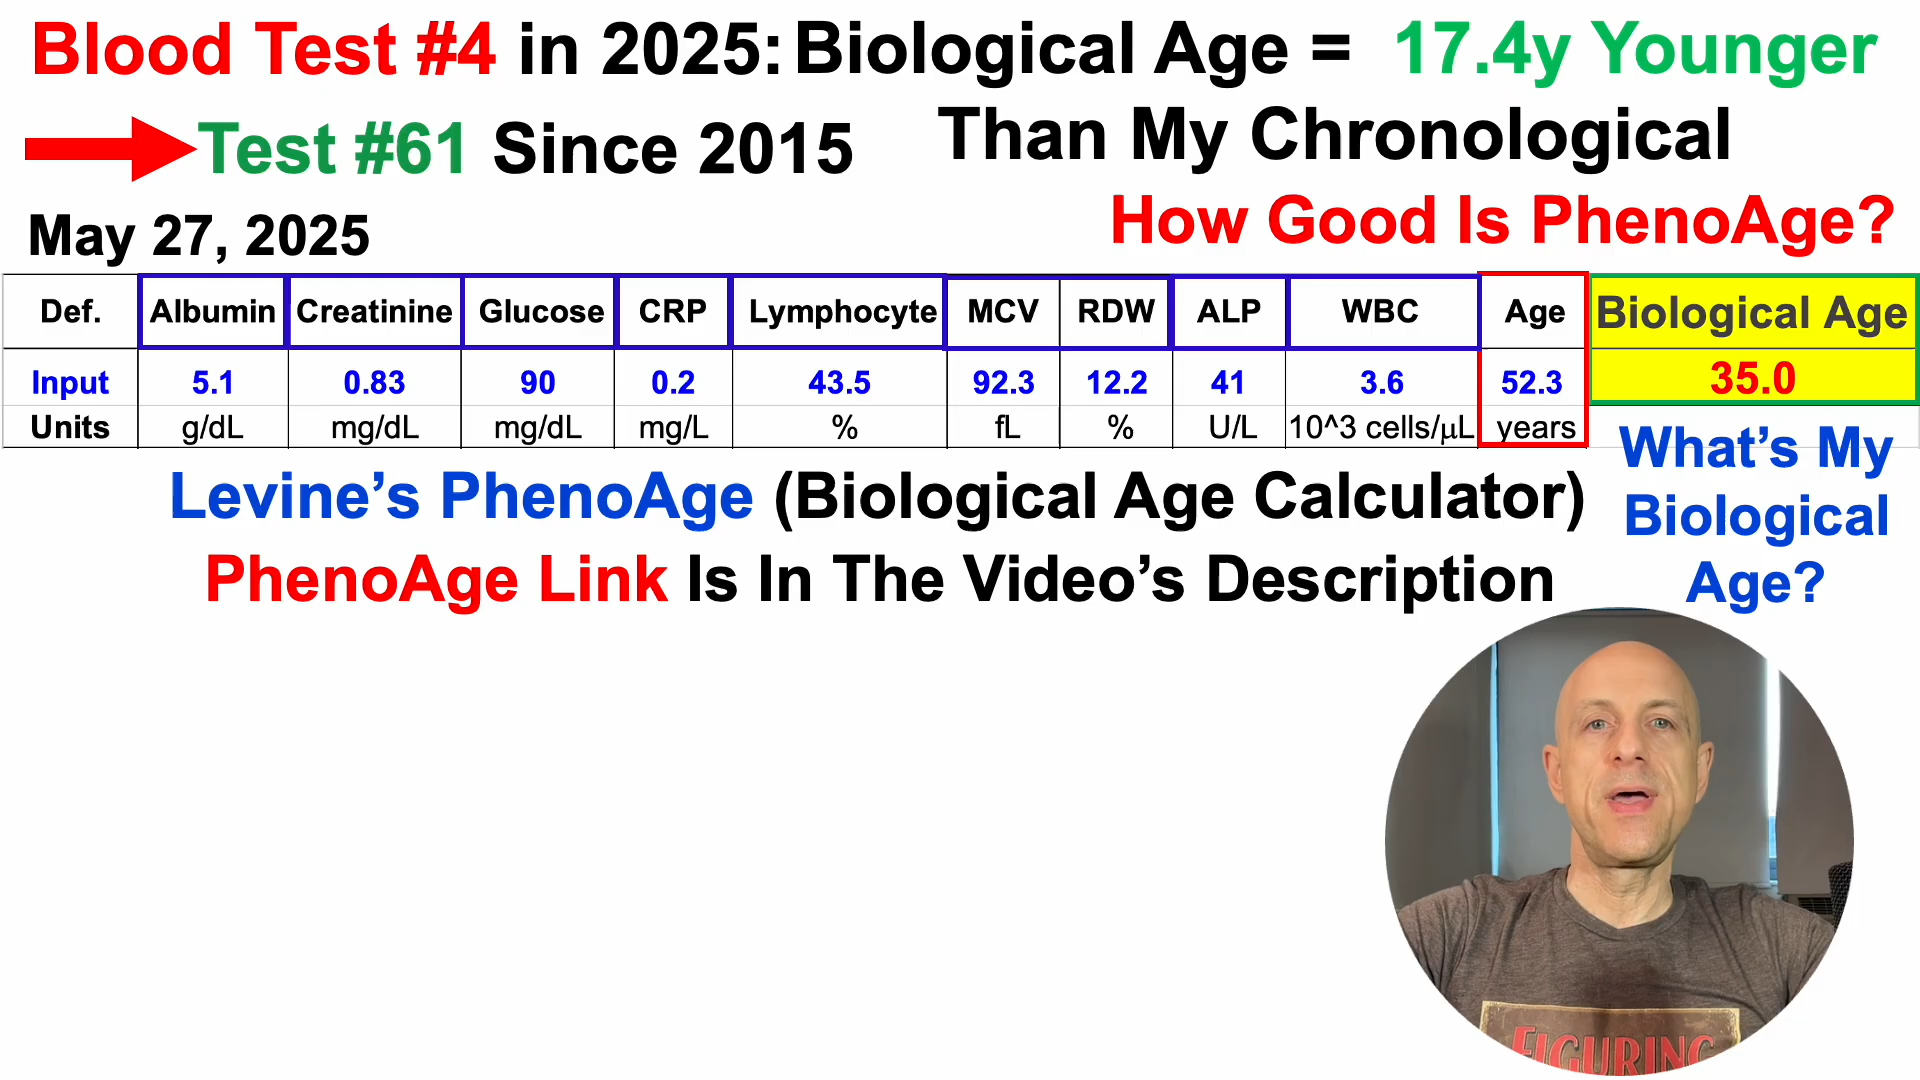 Blood Test #4 in 2025: Biological Age = 17.4y Younger
Than My Chronological
Test #61 Since 2015
How Good Is PhenoAge?
May 27, 2025
Def. Albumin Creatinine Glucose CRP Lymphocyte MCV RDW ALP WBC Age Biological Age
Input 5.1 0.83 90 0.2 43.5 92.3 12.2 41 3.6 52.3 35.0
Units g/dL mg/dL mg/dL mg/L % fL % U/L 10^3 cells/μL years
What's My
Biological
Age?
Levine's PhenoAge (Biological Age Calculator)
PhenoAge Link Is In The Video's Description
FIGURING